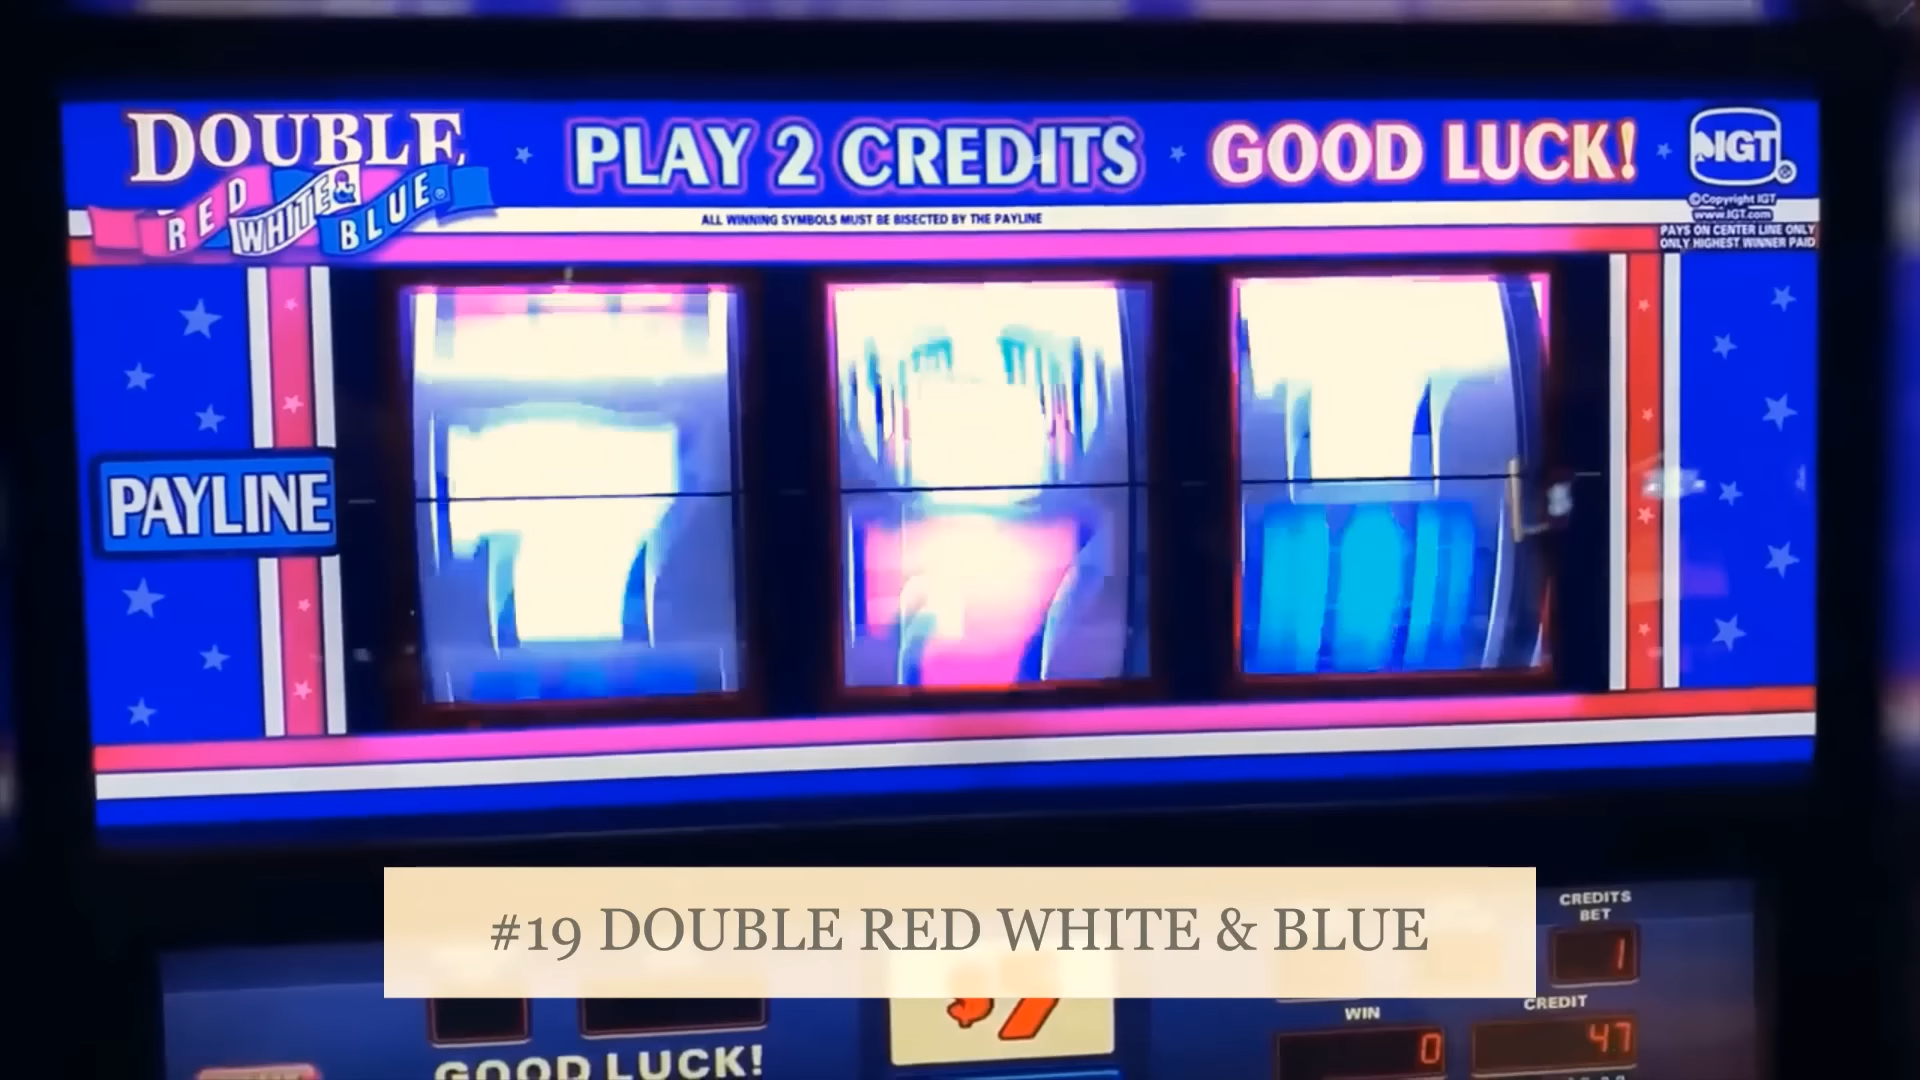 DOUBLE
RED WHITE & BLUE®
PLAY 2 CREDITS
GOOD LUCK!
IGT®
©Copyright IGT
www.IGT.com
PAYS ON CENTER LINE ONLY
ONLY HIGHEST WINNER PAID
ALL WINNING SYMBOLS MUST BE BISECTED BY THE PAYLINE
PAYLINE
#19 DOUBLE RED WHITE & BLUE
CREDITS
BET
1
WIN
0
CREDIT
47
GOOD LUCK!